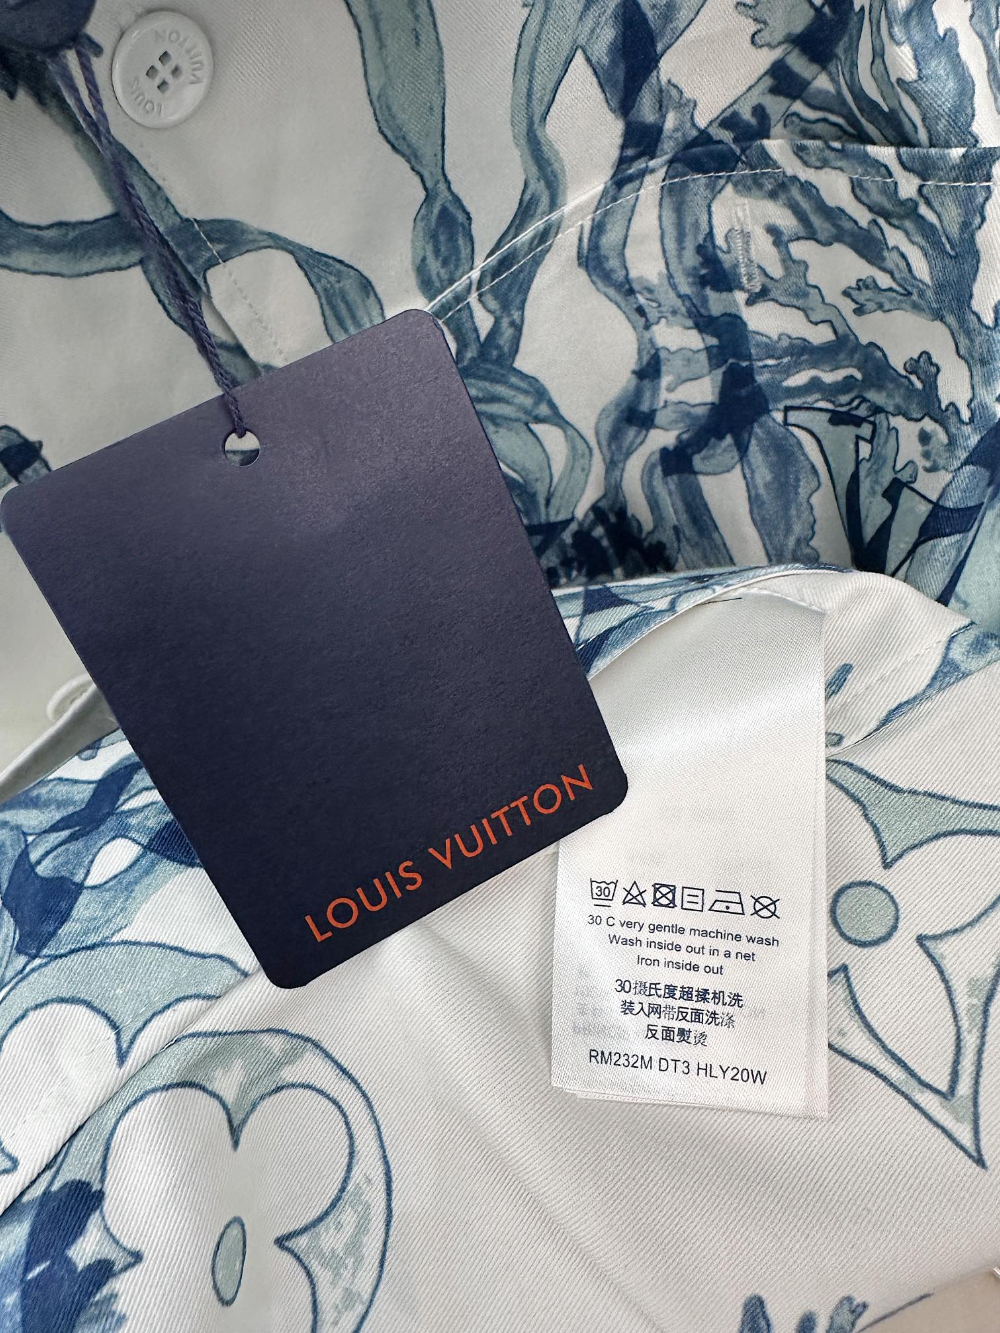 LOUIS VUITTON
LOUIS VUITTON
30
30 C very gentle machine wash
Wash inside out in a net
Iron inside out
30摄氏度超揉机洗
装入网带反面洗涤
反面熨烫
RM232M DT3 HLY20W